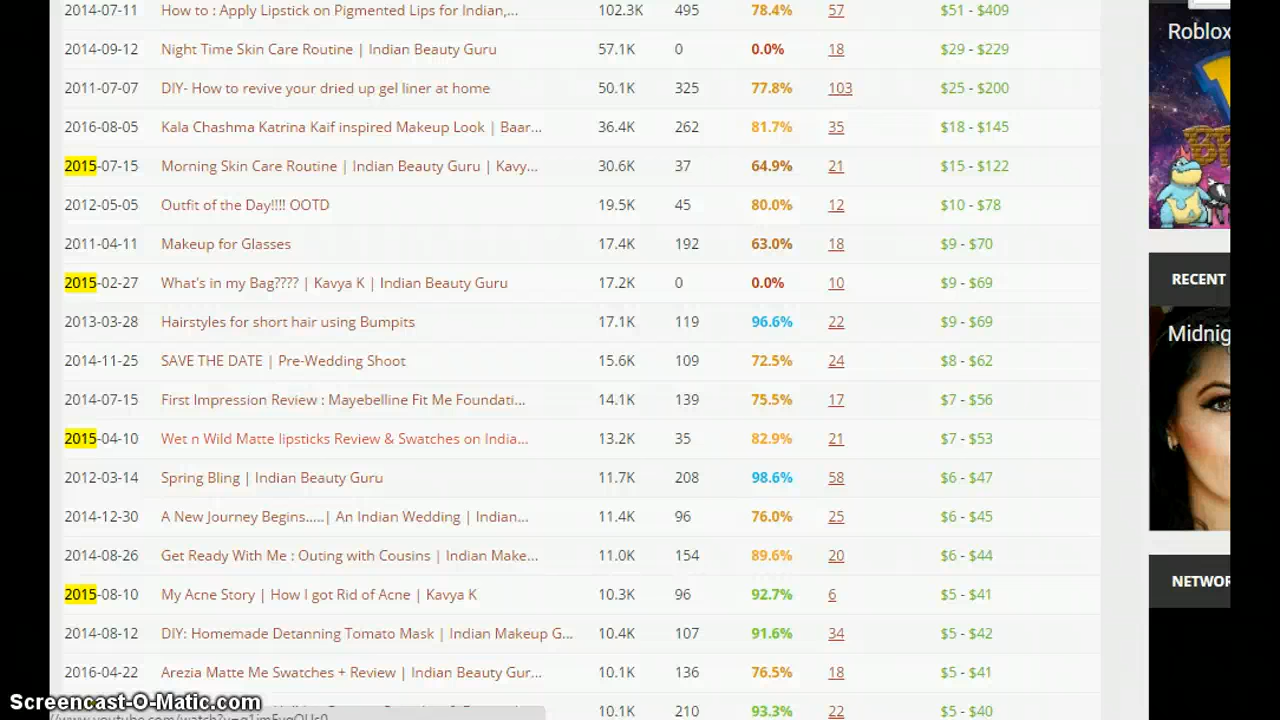 2014-07-11 How to : Apply Lipstick on Pigmented Lips for Indian,... 102.3K 495 78.4% 57 $51 - $409
Roblox
2014-09-12 Night Time Skin Care Routine | Indian Beauty Guru 57.1K 0 0.0% 18 $29 - $229
2011-07-07 DIY- How to revive your dried up gel liner at home 50.1K 325 77.8% 103 $25 - $200
2016-08-05 Kala Chashma Katrina Kaif inspired Makeup Look | Baar... 36.4K 262 81.7% 35 $18 - $145
2015-07-15 Morning Skin Care Routine | Indian Beauty Guru | Kavy... 30.6K 37 64.9% 21 $15 - $122
2012-05-05 Outfit of the Day!!!! OOTD 19.5K 45 80.0% 12 $10 - $78
2011-04-11 Makeup for Glasses 17.4K 192 63.0% 18 $9 - $70
2015-02-27 What's in my Bag???? | Kavya K | Indian Beauty Guru 17.2K 0 0.0% 10 $9 - $69
RECENT
2013-03-28 Hairstyles for short hair using Bumpits 17.1K 119 96.6% 22 $9 - $69
Midnig
2014-11-25 SAVE THE DATE | Pre-Wedding Shoot 15.6K 109 72.5% 24 $8 - $62
2014-07-15 First Impression Review : Mayebelline Fit Me Foundati... 14.1K 139 75.5% 17 $7 - $56
2015-04-10 Wet n Wild Matte lipsticks Review & Swatches on India... 13.2K 35 82.9% 21 $7 - $53
2012-03-14 Spring Bling | Indian Beauty Guru 11.7K 208 98.6% 58 $6 - $47
2014-12-30 A New Journey Begins.....| An Indian Wedding | Indian... 11.4K 96 76.0% 25 $6 - $45
2014-08-26 Get Ready With Me : Outing with Cousins | Indian Make... 11.0K 154 89.6% 20 $6 - $44
NETWOR
2015-08-10 My Acne Story | How I got Rid of Acne | Kavya K 10.3K 96 92.7% 6 $5 - $41
2014-08-12 DIY: Homemade Detanning Tomato Mask | Indian Makeup G... 10.4K 107 91.6% 34 $5 - $42
2016-04-22 Arezia Matte Me Swatches + Review | Indian Beauty Gur... 10.1K 136 76.5% 18 $5 - $41
Screencast-O-Matic.com
10.1K 210 93.3% 22 $5 - $40